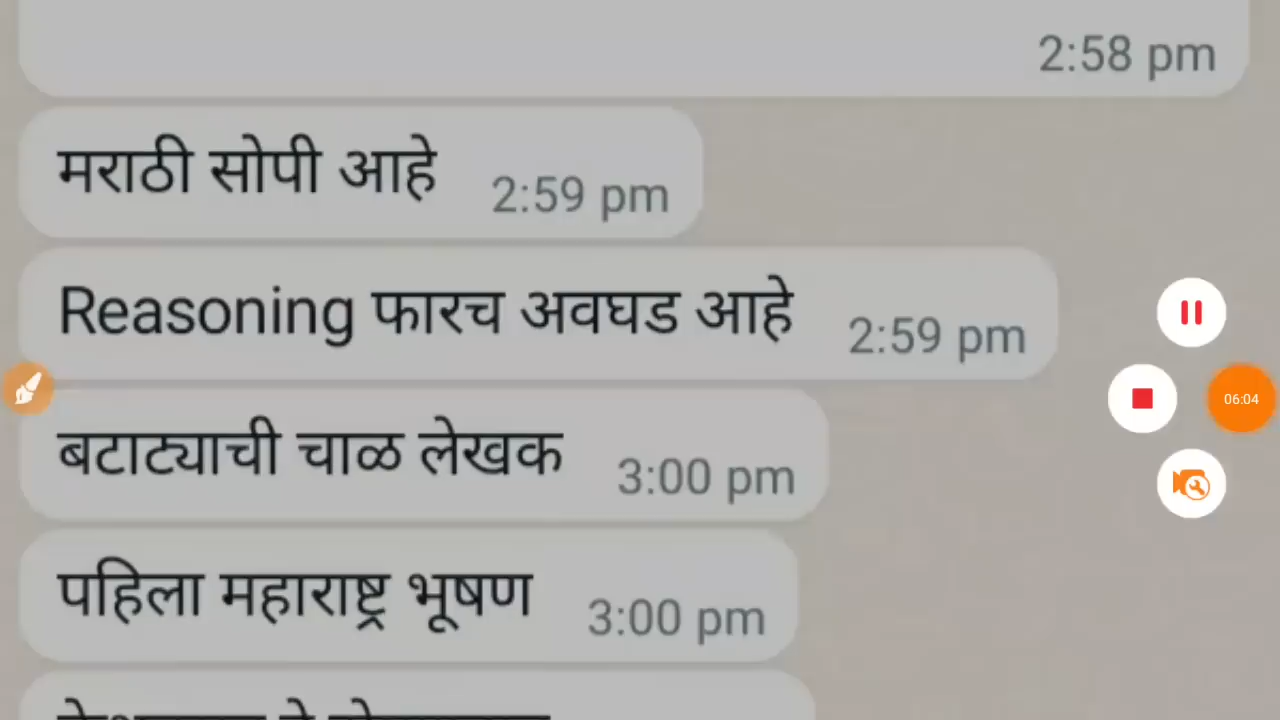 2:58 pm
मराठी सोपी आहे 2:59 pm
Reasoning फारच अवघड आहे 2:59 pm
06:04
बटाट्याची चाळ लेखक 3:00 pm
पहिला महाराष्ट्र भूषण 3:00 pm